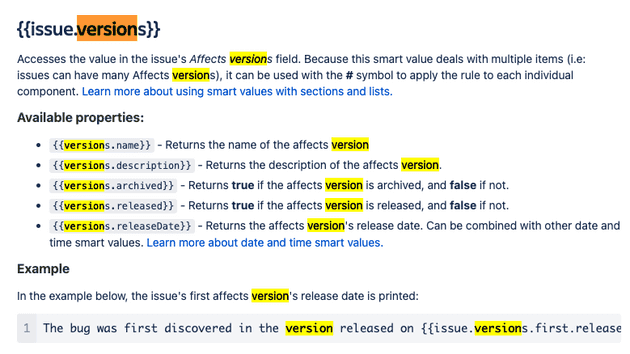 {{issue.versions}}
Accesses the value in the issue's Affects versions field. Because this smart value deals with multiple items (i.e:
issues can have many Affects versions), it can be used with the # symbol to apply the rule to each individual
component. Learn more about using smart values with sections and lists.
Available properties:
• {{versions.name}} - Returns the name of the affects version
• {{versions.description}} - Returns the description of the affects version.
• {{versions.archived}} - Returns true if the affects version is archived, and false if not.
• {{versions.released}} - Returns true if the affects version is released, and false if not.
• {{versions.releaseDate}} - Returns the affects version's release date. Can be combined with other date and
time smart values. Learn more about date and time smart values.
Example
In the example below, the issue's first affects version's release date is printed:
1 The bug was first discovered in the version released on {{issue.versions.first.release